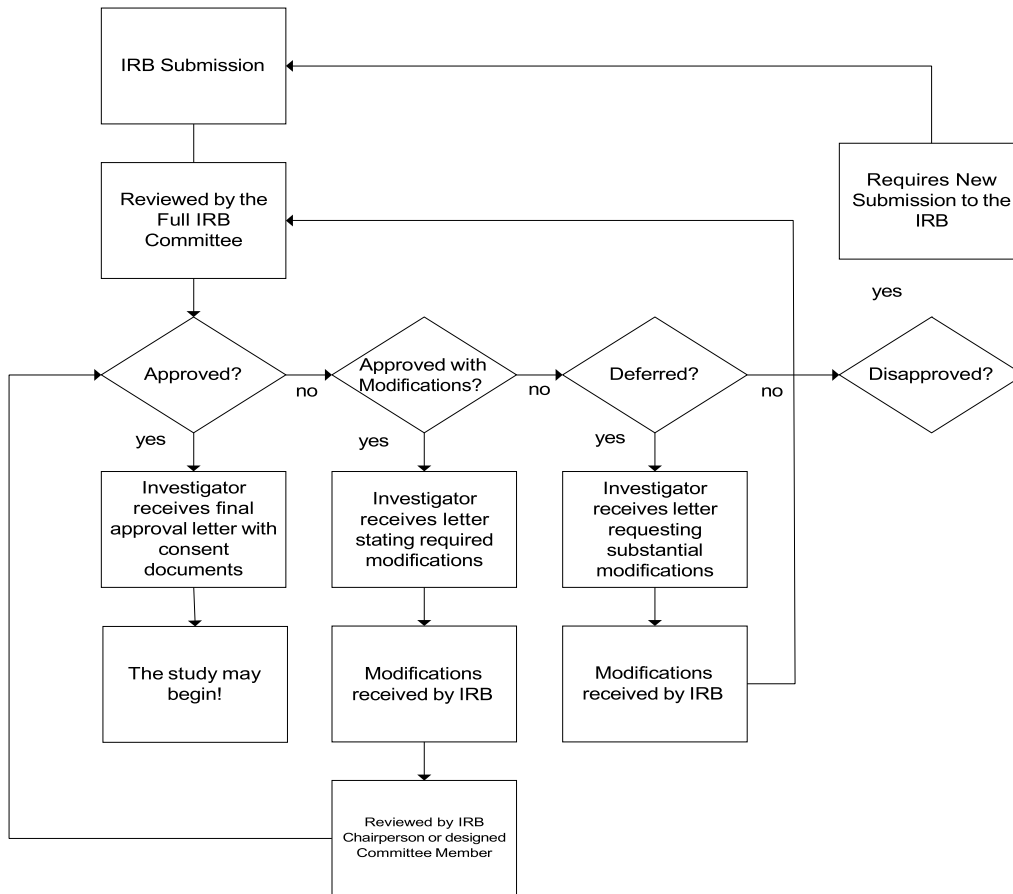 IRB Submission
Reviewed by the
Full IRB
Committee
Requires New
Submission to the
IRB
yes
Approved?
no
Approved with
Modifications?
no
Deferred?
no
Disapproved?
yes
yes
yes
Investigator
receives final
approval letter with
consent
documents
Investigator
receives letter
stating required
modifications
Investigator
receives letter
requesting
substantial
modifications
The study may
begin!
Modifications
received by IRB
Modifications
received by IRB
Reviewed by IRB
Chairperson or designed
Committee Member